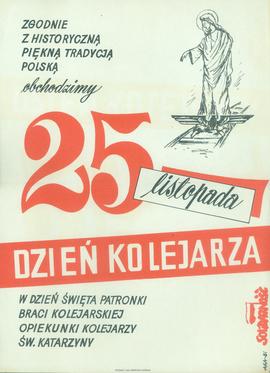 ZGODNIE
Z HISTORYCZNĄ
PIĘKNĄ TRADYCJĄ
POLSKĄ
obchodzimy
25
listopada
DZIEŃ KOLEJARZA
W DZIEŃ ŚWIĘTA PATRONKI
BRACI KOLEJARSKIEJ
OPIEKUNKI KOLEJARZY
ŚW. KATARZYNY
SOLIDARNOŚĆ